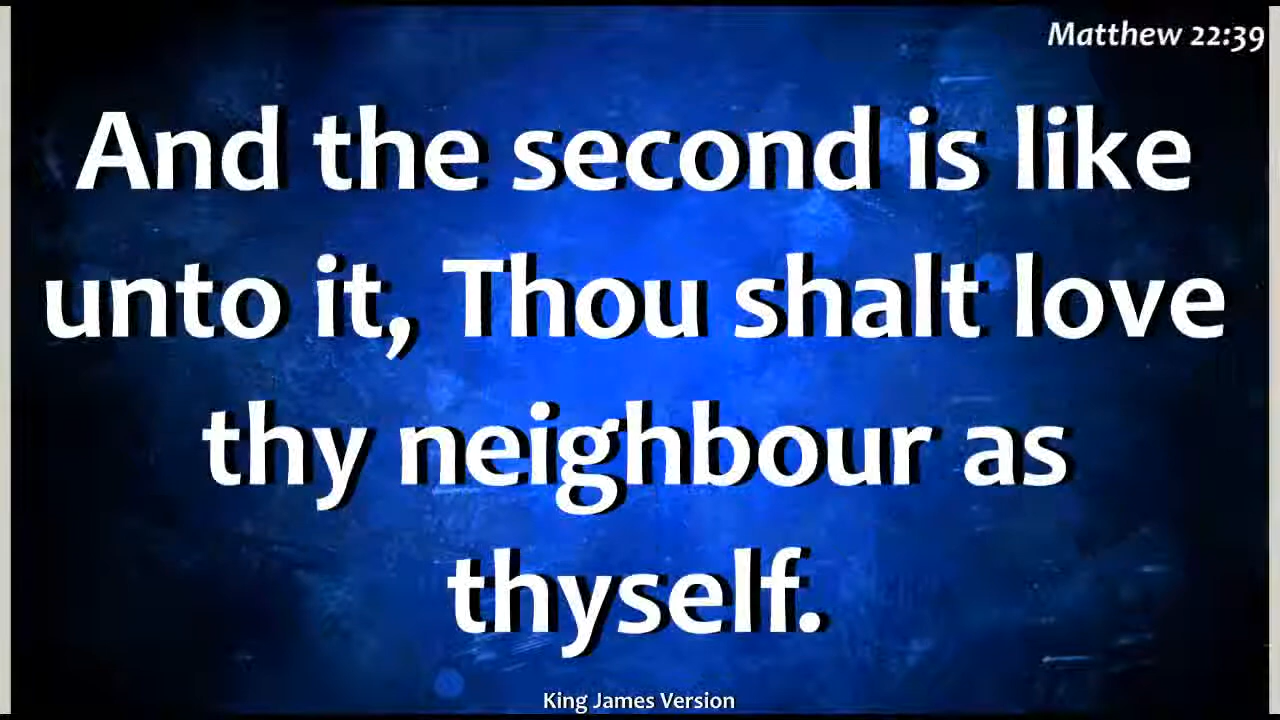 Matthew 22:39
And the second is like
unto it, Thou shalt love
thy neighbour as
thyself.
King James Version